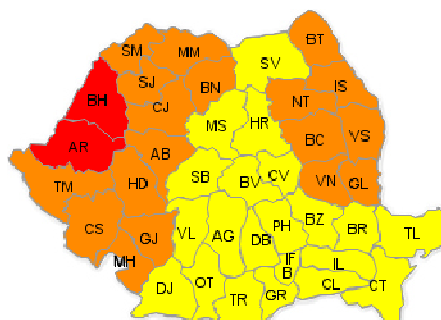 BT
SM
MM
SV
SJ
BN
IS
BH
CJ
NT
MS
HR
AR
AB
BC
VS
TM
HD
SB
BV
CV
VN
GL
CS
GJ
VL
AG
DB
PH
BZ
BR
TL
MH
IF
B
IL
DJ
OT
TR
GR
CL
CT